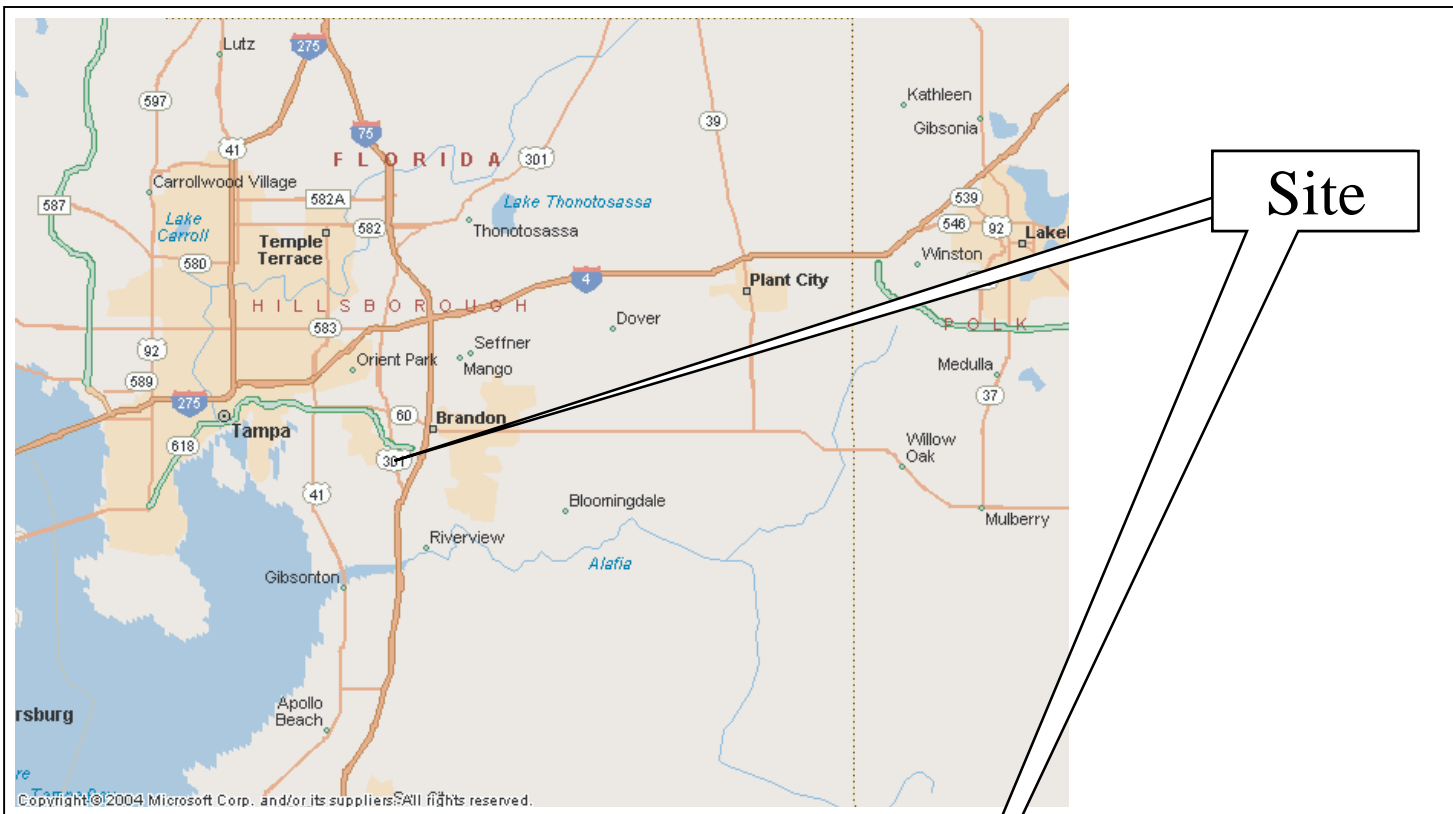 Lutz
275
597
Kathleen
Gibsonia
39
75
41
FLORIDA
301
Site
Carrollwood Village
582A
587
Lake Thonotosassa
539
Lake
Carroll
582
Thonotosassa
546
92
Lakel
Temple
Terrace
580
Winston
4
Plant City
HILLSBOROUGH
583
Dover
POLK
92
Orient Park
Seffner
Mango
Medulla
589
37
275
60
Brandon
Tampa
618
301
Willow
Oak
41
Bloomingdale
Mulberry
Riverview
Alafia
Gibsonton
Apollo
Beach
rsburg
re
Copyright © 2004 Microsoft Corp. and/or its suppliers. All rights reserved.